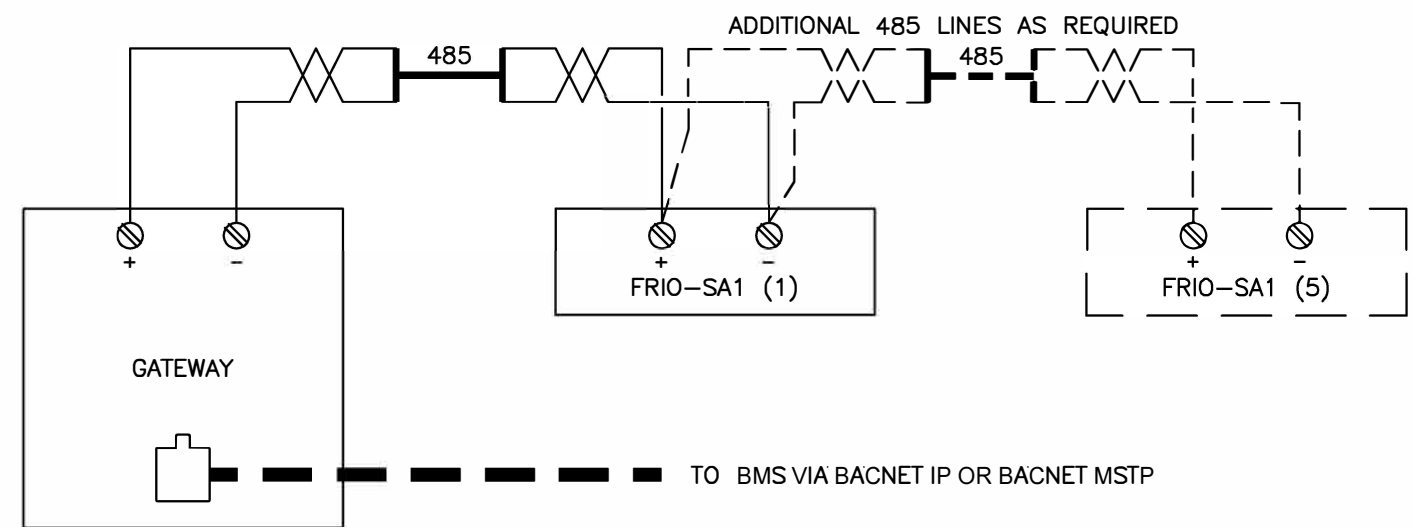 ADDITIONAL 485 LINES AS REQUIRED
485
485
+ -
+ -
+ -
FRIO-SA1 (1)
FRIO-SA1 (5)
GATEWAY
TO BMS VIA BACNET IP OR BACNET MSTP